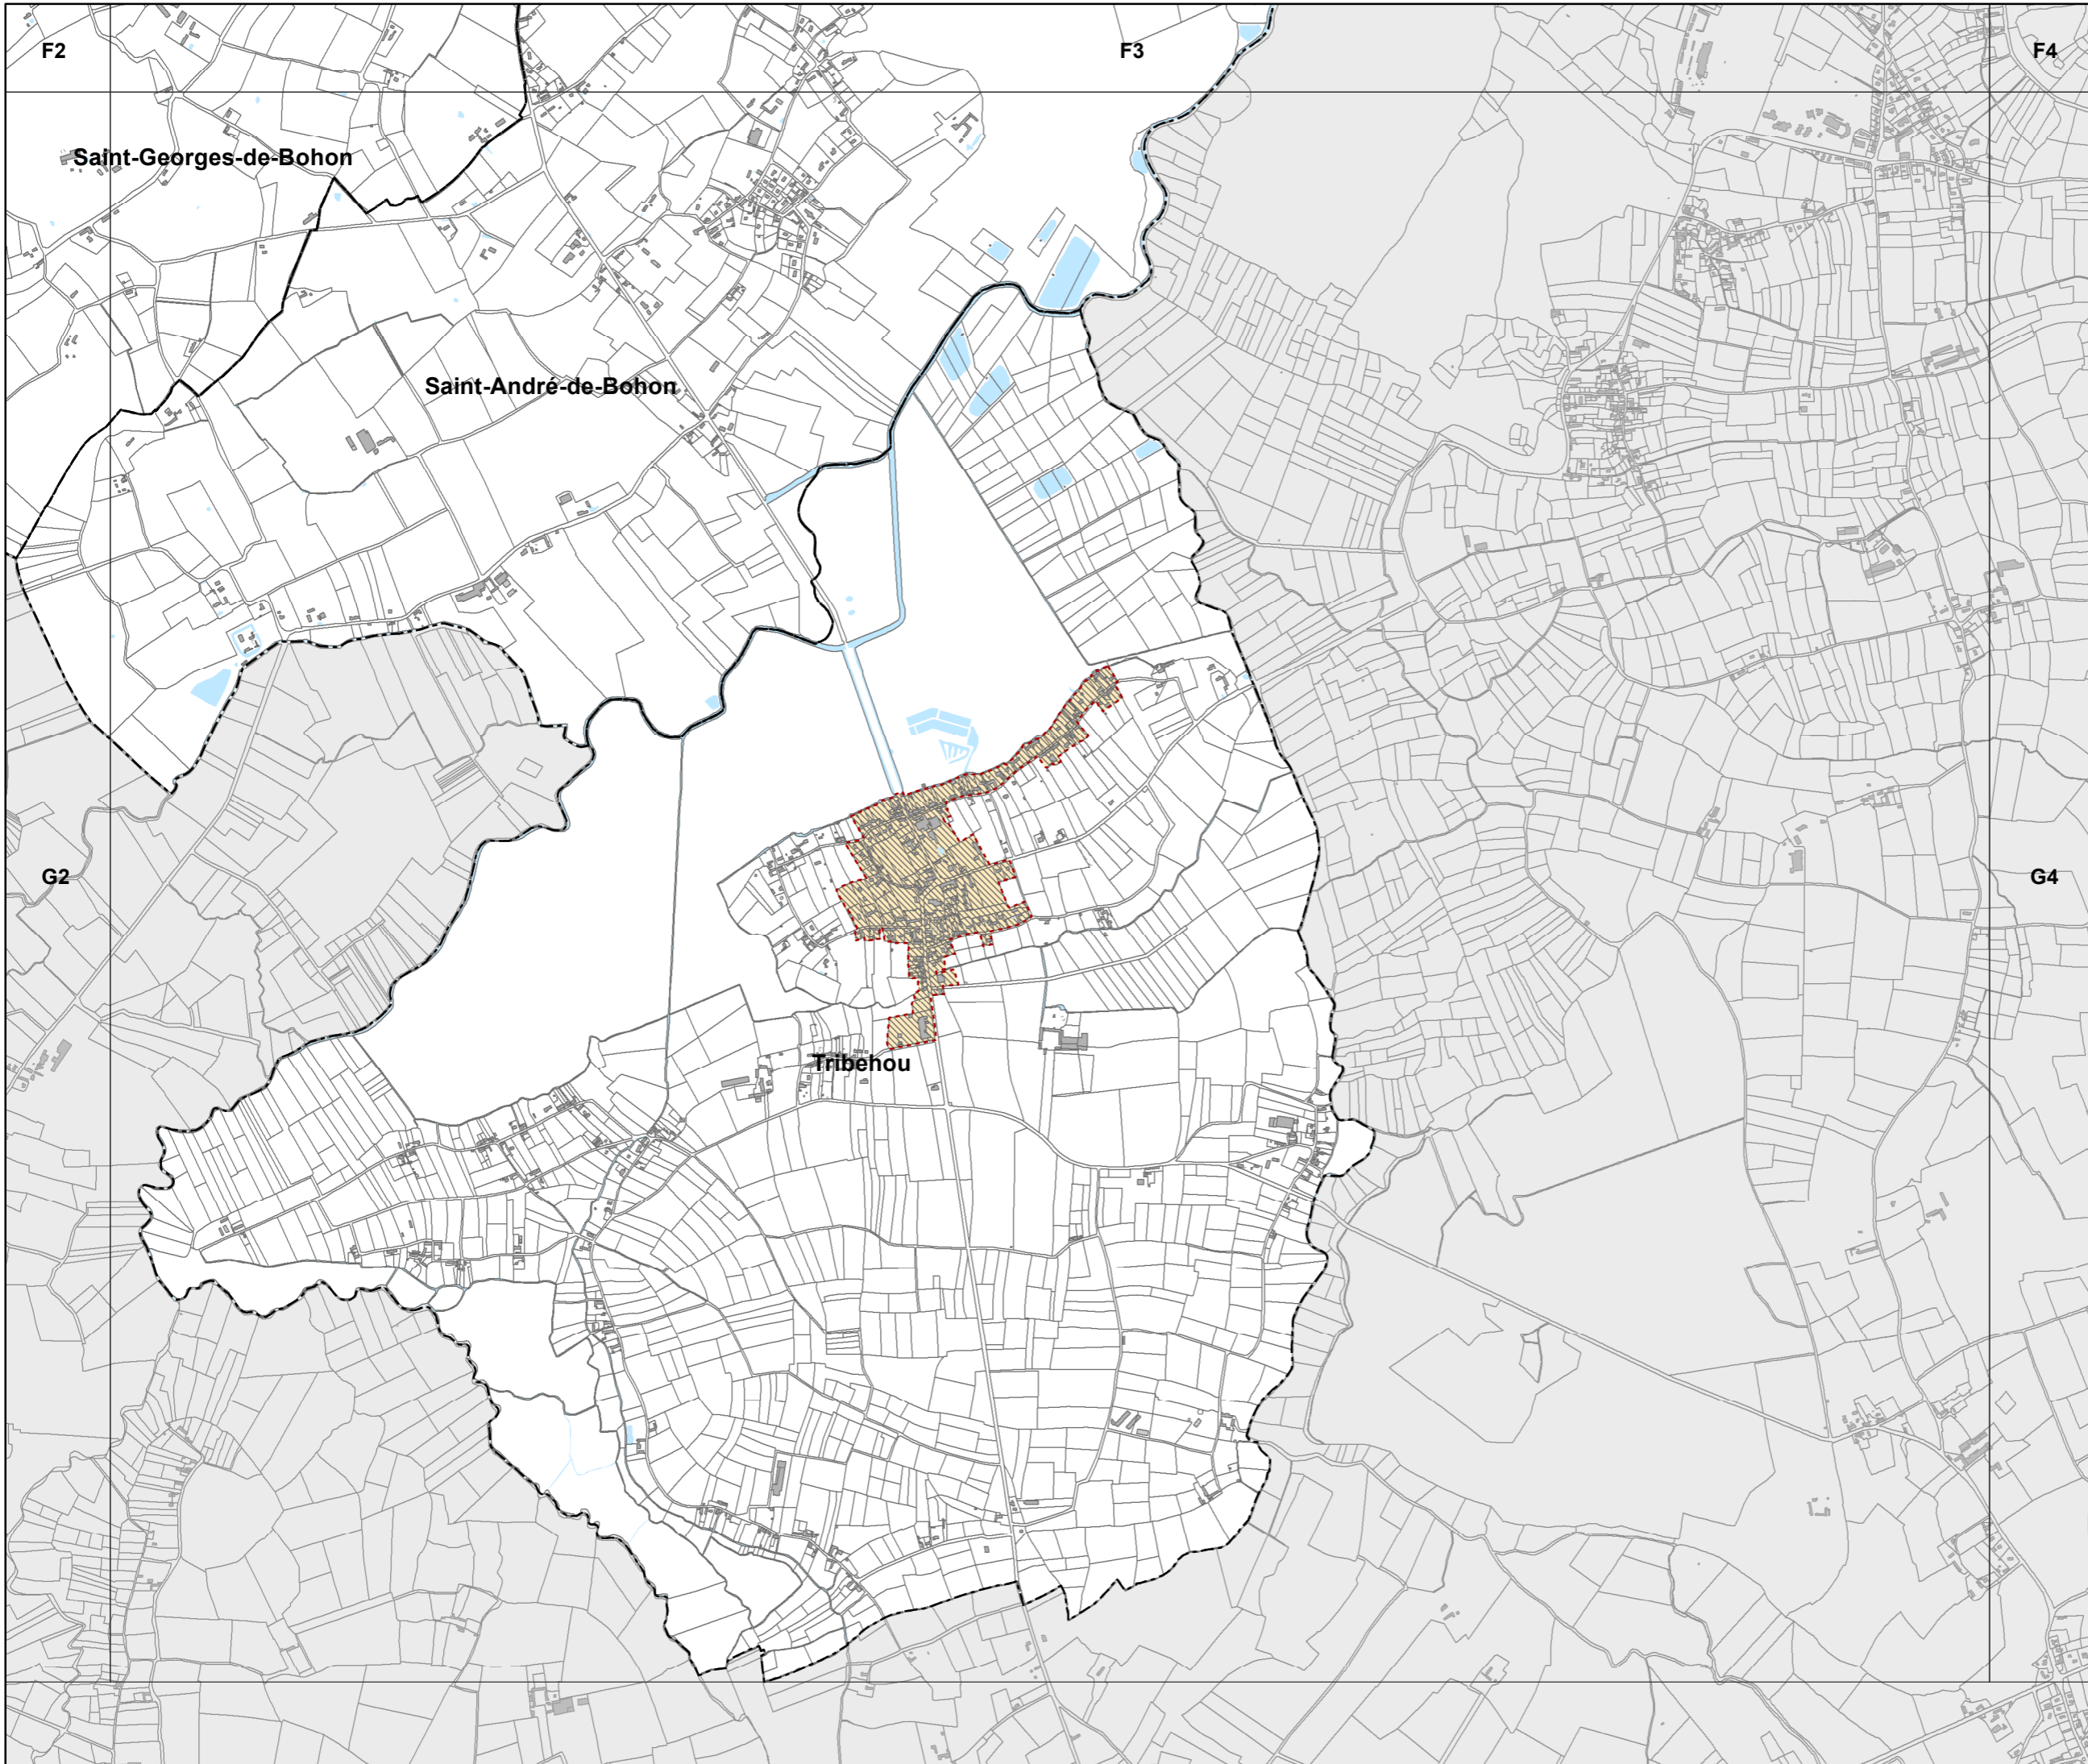 F2
F3
F4
Saint-Georges-de-Bohon
Saint-André-de-Bohon
G2
G4
Tribehou